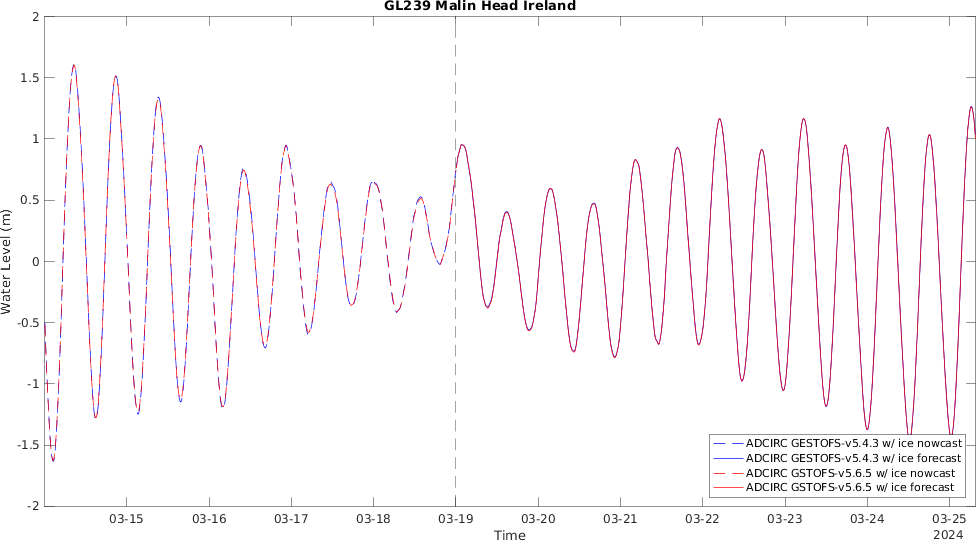 GL239 Malin Head Ireland
2
1.5
1
0.5
0
-0.5
-1
-1.5
-2
Water Level (m)
ADCIRC GESTOFS-v5.4.3 w/ ice nowcast
ADCIRC GESTOFS-v5.4.3 w/ ice forecast
ADCIRC GSTOFS-v5.6.5 w/ ice nowcast
ADCIRC GSTOFS-v5.6.5 w/ ice forecast
03-15 03-16 03-17 03-18 03-19 03-20 03-21 03-22 03-23 03-24 03-25
2024
Time